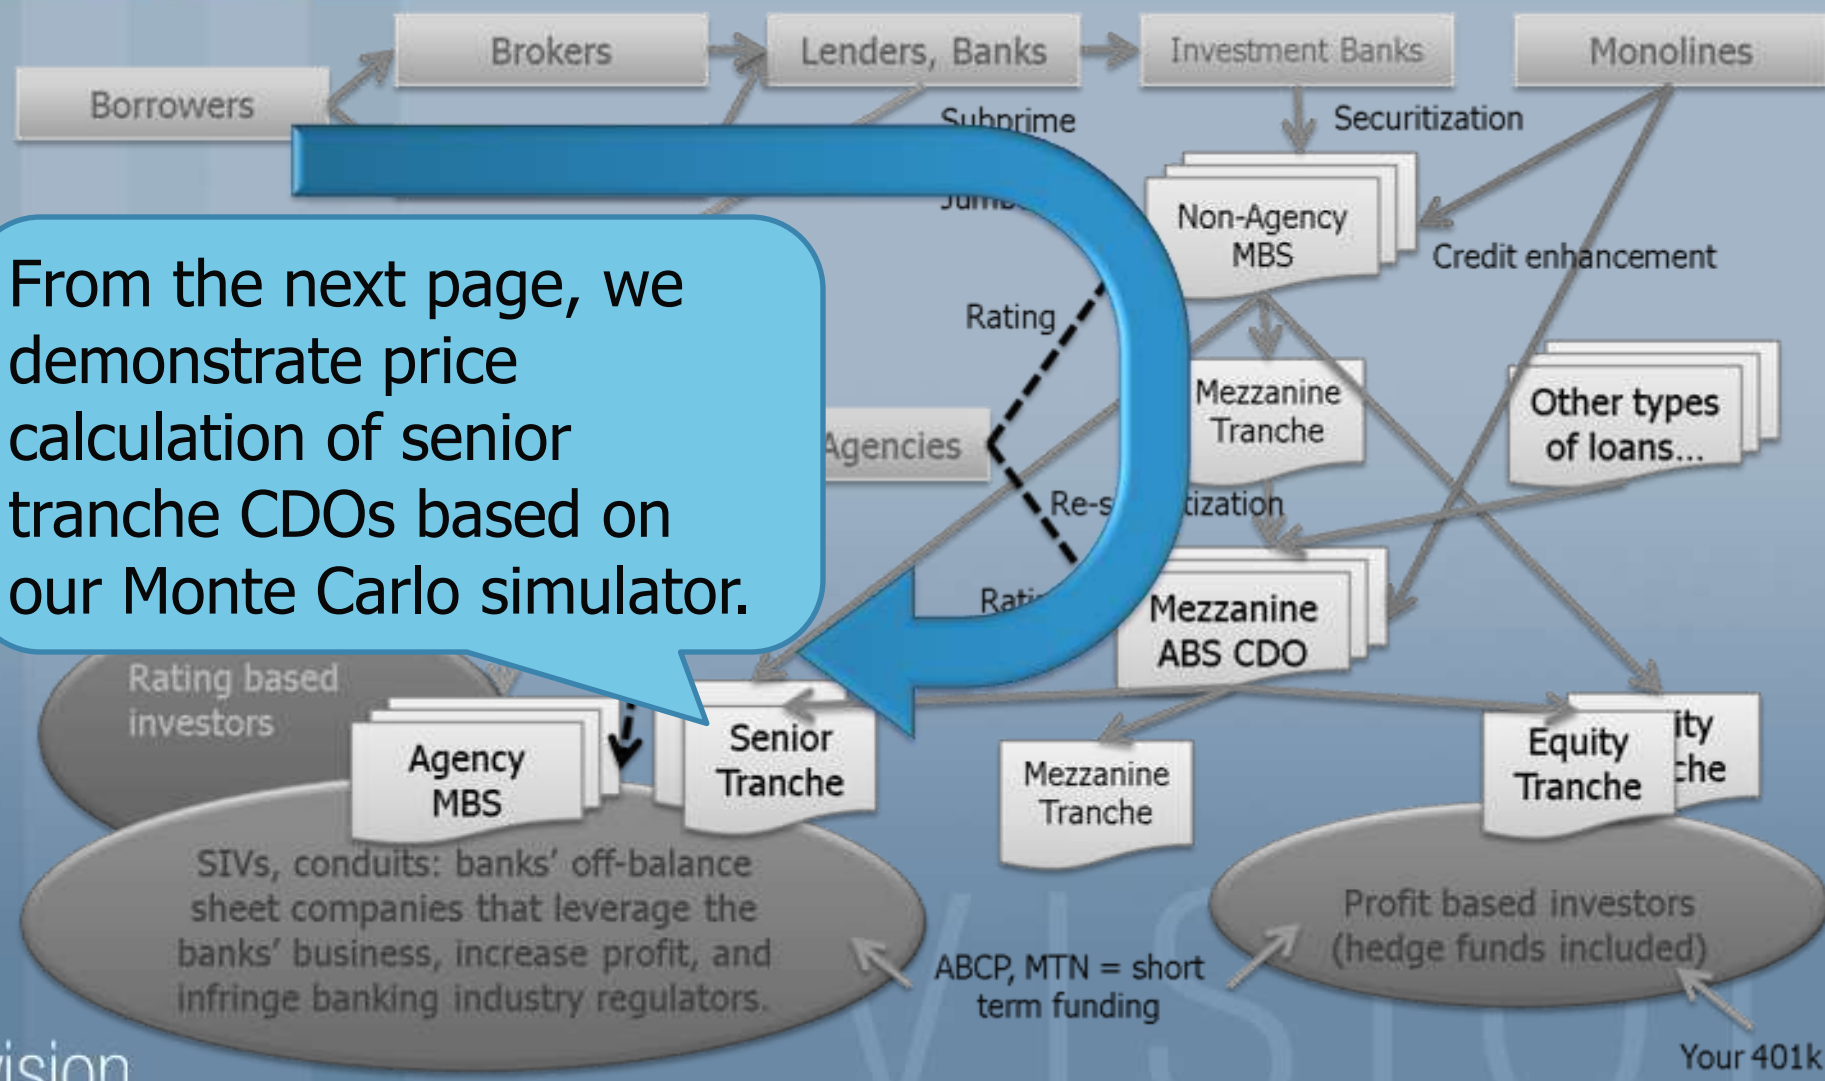 Brokers
Lenders, Banks
Investment Banks
Monolines
Borrowers
Subprime
Securitization
Non-Agency
MBS
Credit enhancement
From the next page, we
demonstrate price
calculation of senior
tranche CDOs based on
our Monte Carlo simulator.
Rating
Mezzanine
Tranche
Other types
of loans...
Agencies
Mezzanine
ABS CDO
Rating based
investors
Agency
MBS
Senior
Tranche
Mezzanine
Tranche
Equity
Tranche
SIVs, conduits: banks’ off-balance
sheet companies that leverage the
banks’ business, increase profit, and
infringe banking industry regulators.
Profit based investors
(hedge funds included)
ABCP, MTN = short
term funding
Your 401k
VISION